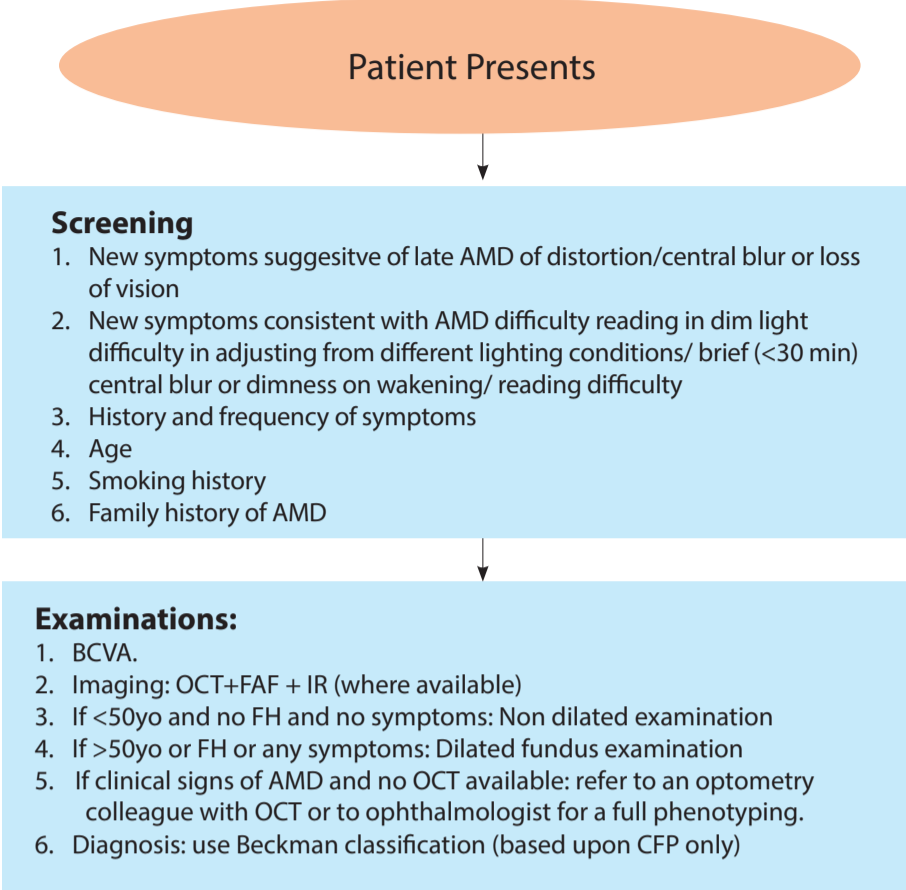 Patient Presents
Screening
1. New symptoms suggesitve of late AMD of distortion/central blur or loss
of vision
2. New symptoms consistent with AMD difficulty reading in dim light
difficulty in adjusting from different lighting conditions/ brief (<30 min)
central blur or dimness on wakening/ reading difficulty
3. History and frequency of symptoms
4. Age
5. Smoking history
6. Family history of AMD
Examinations:
1. BCVA.
2. Imaging: OCT+FAF + IR (where available)
3. If <50yo and no FH and no symptoms: Non dilated examination
4. If >50yo or FH or any symptoms: Dilated fundus examination
5. If clinical signs of AMD and no OCT available: refer to an optometry
colleague with OCT or to ophthalmologist for a full phenotyping.
6. Diagnosis: use Beckman classification (based upon CFP only)